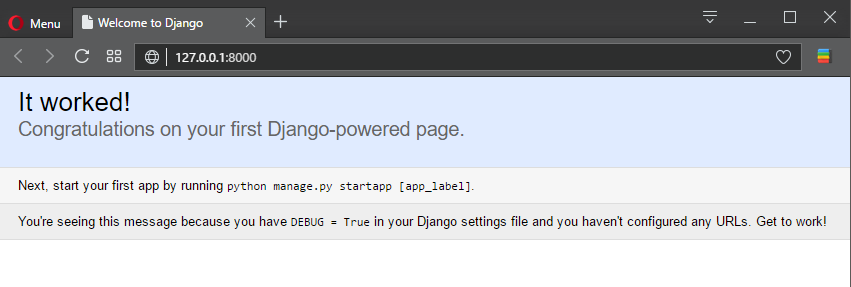 Menu
Welcome to Django
127.0.0.1:8000
It worked!
Congratulations on your first Django-powered page.
Next, start your first app by running python manage.py startapp [app_label].
You're seeing this message because you have DEBUG = True in your Django settings file and you haven't configured any URLs. Get to work!